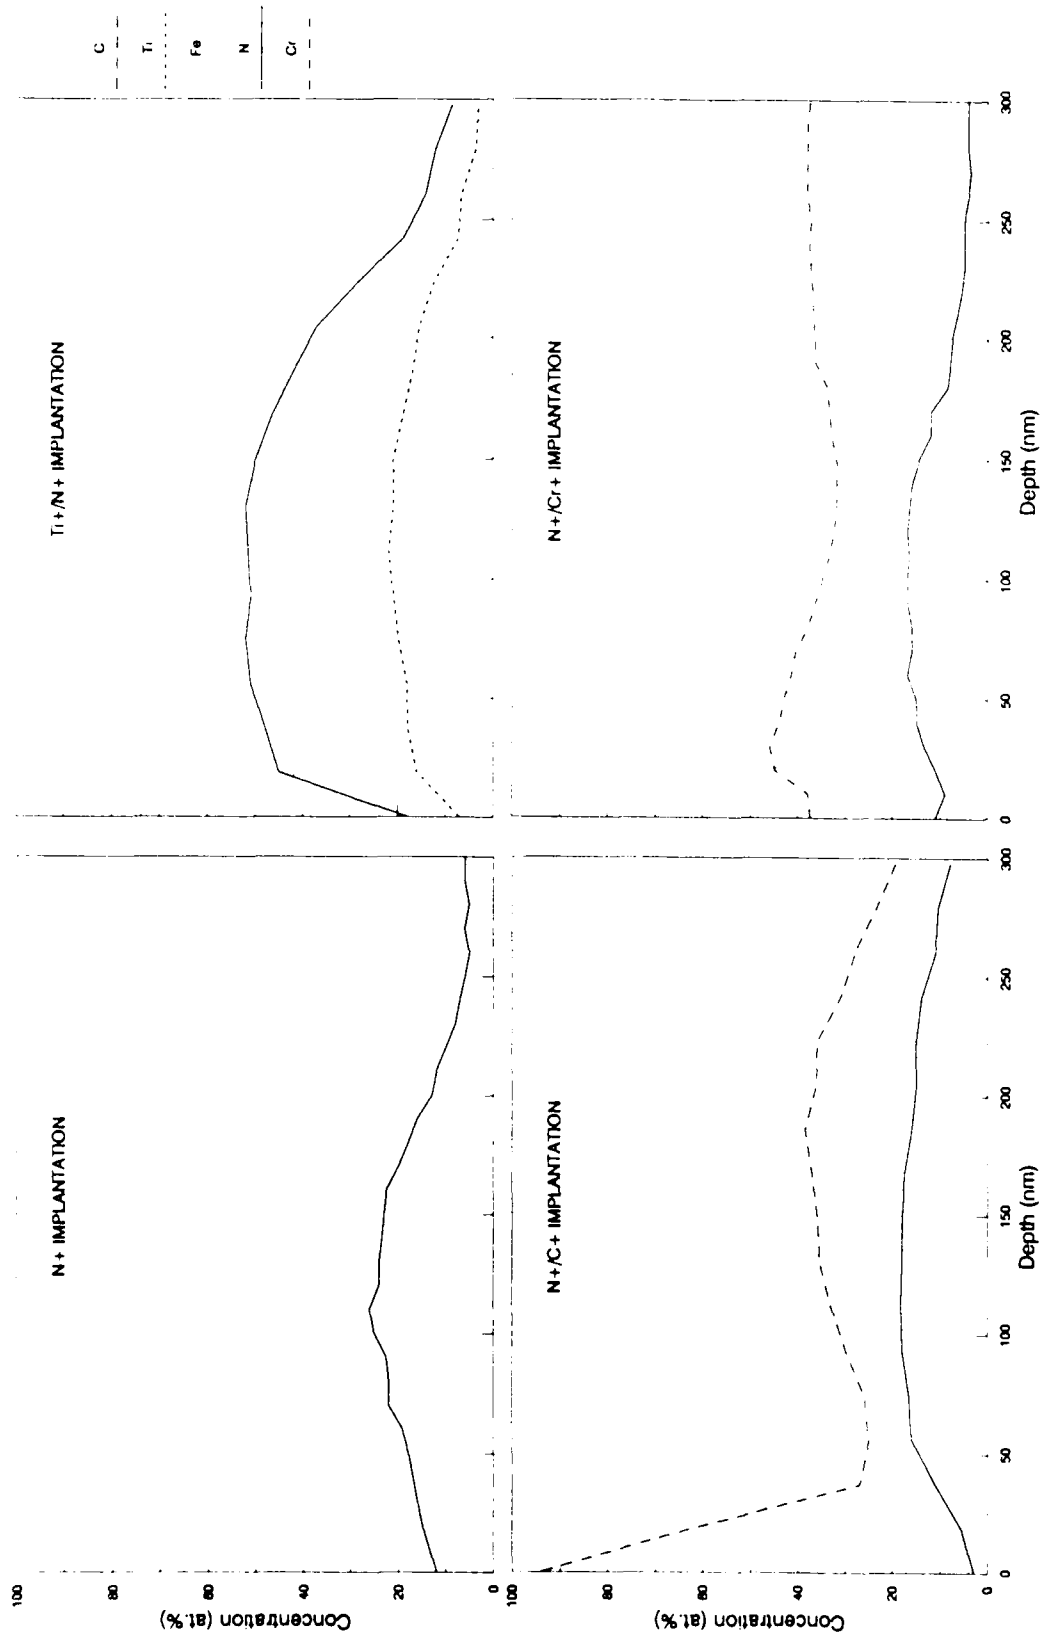 C
Ti
Fe
N
Cr
N+ IMPLANTATION
Ti+/N+ IMPLANTATION
100
80
60
40
20
0
Concentration (at.%)
N+/C+ IMPLANTATION
N+/Cr+ IMPLANTATION
100
80
60
40
20
0
Concentration (at.%)
0
50
100
150
200
250
300
Depth (nm)
0
50
100
150
200
250
300
Depth (nm)